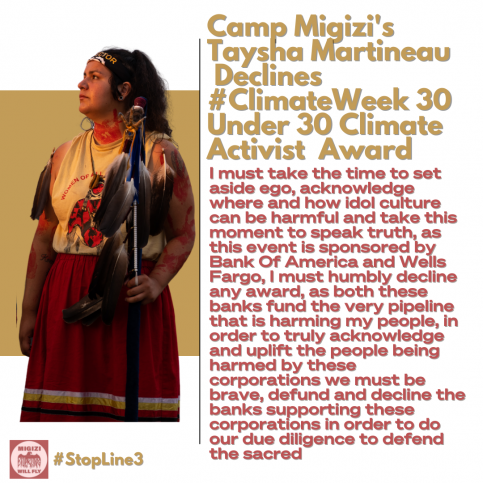 Camp Migizi's
Taysha Martineau
Declines
#ClimateWeek 30
Under 30 Climate
Activist Award
I must take the time to set
aside ego, acknowledge
where and how idol culture
can be harmful and take this
moment to speak truth, as
this event is sponsored by
Bank Of America and Wells
Fargo, I must humbly decline
any award, as both these
banks fund the very pipeline
that is harming my people, in
order to truly acknowledge
and uplift the people being
harmed by these
corporations we must be
brave, defund and decline the
banks supporting these
corporations in order to do
our due diligence to defend
the sacred
WOMEN OF
MIGIZI
WILL FLY
#StopLine3